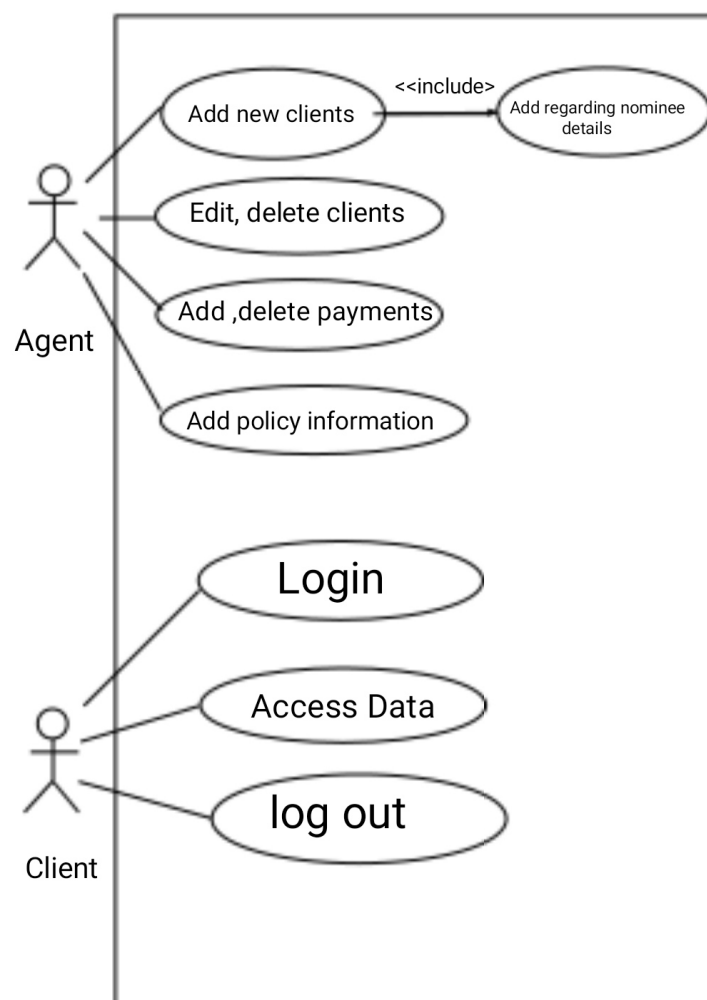 <<include>
Add new clients
Add regarding nominee
details
Edit, delete clients
Agent
Add ,delete payments
Add policy information
Login
Access Data
log out
Client